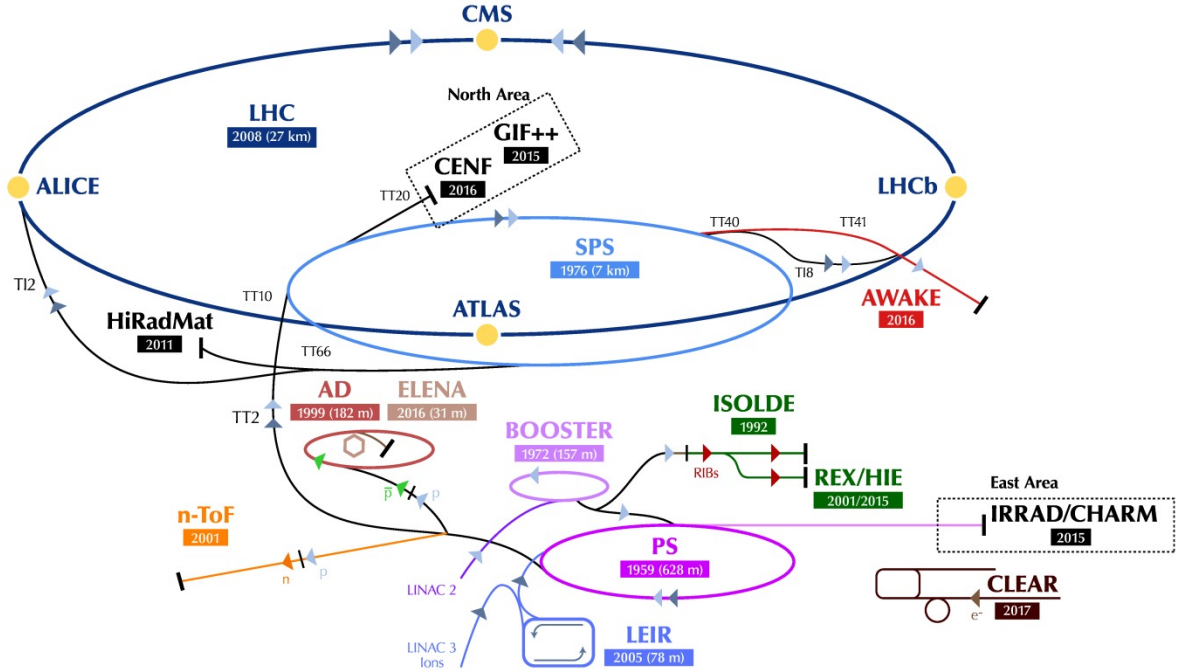 CMS
North Area
LHC
2008 (27 km)
GIF++
2015
CENF
2016
ALICE
LHCb
TT20
TT40
TT41
SPS
1976 (7 km)
TI2
TT10
TI8
ATLAS
AWAKE
2016
HiRadMat
2011
TT66
AD
1999 (182 m)
ELENA
2016 (31 m)
TT2
ISOLDE
1992
BOOSTER
1972 (157 m)
RIBs
REX/HIE
2001/2015
p̅
p
East Area
n-ToF
2001
IRRAD/CHARM
2015
PS
1959 (628 m)
n
p
LINAC 2
CLEAR
2017
e-
LINAC 3
Ions
LEIR
2005 (78 m)